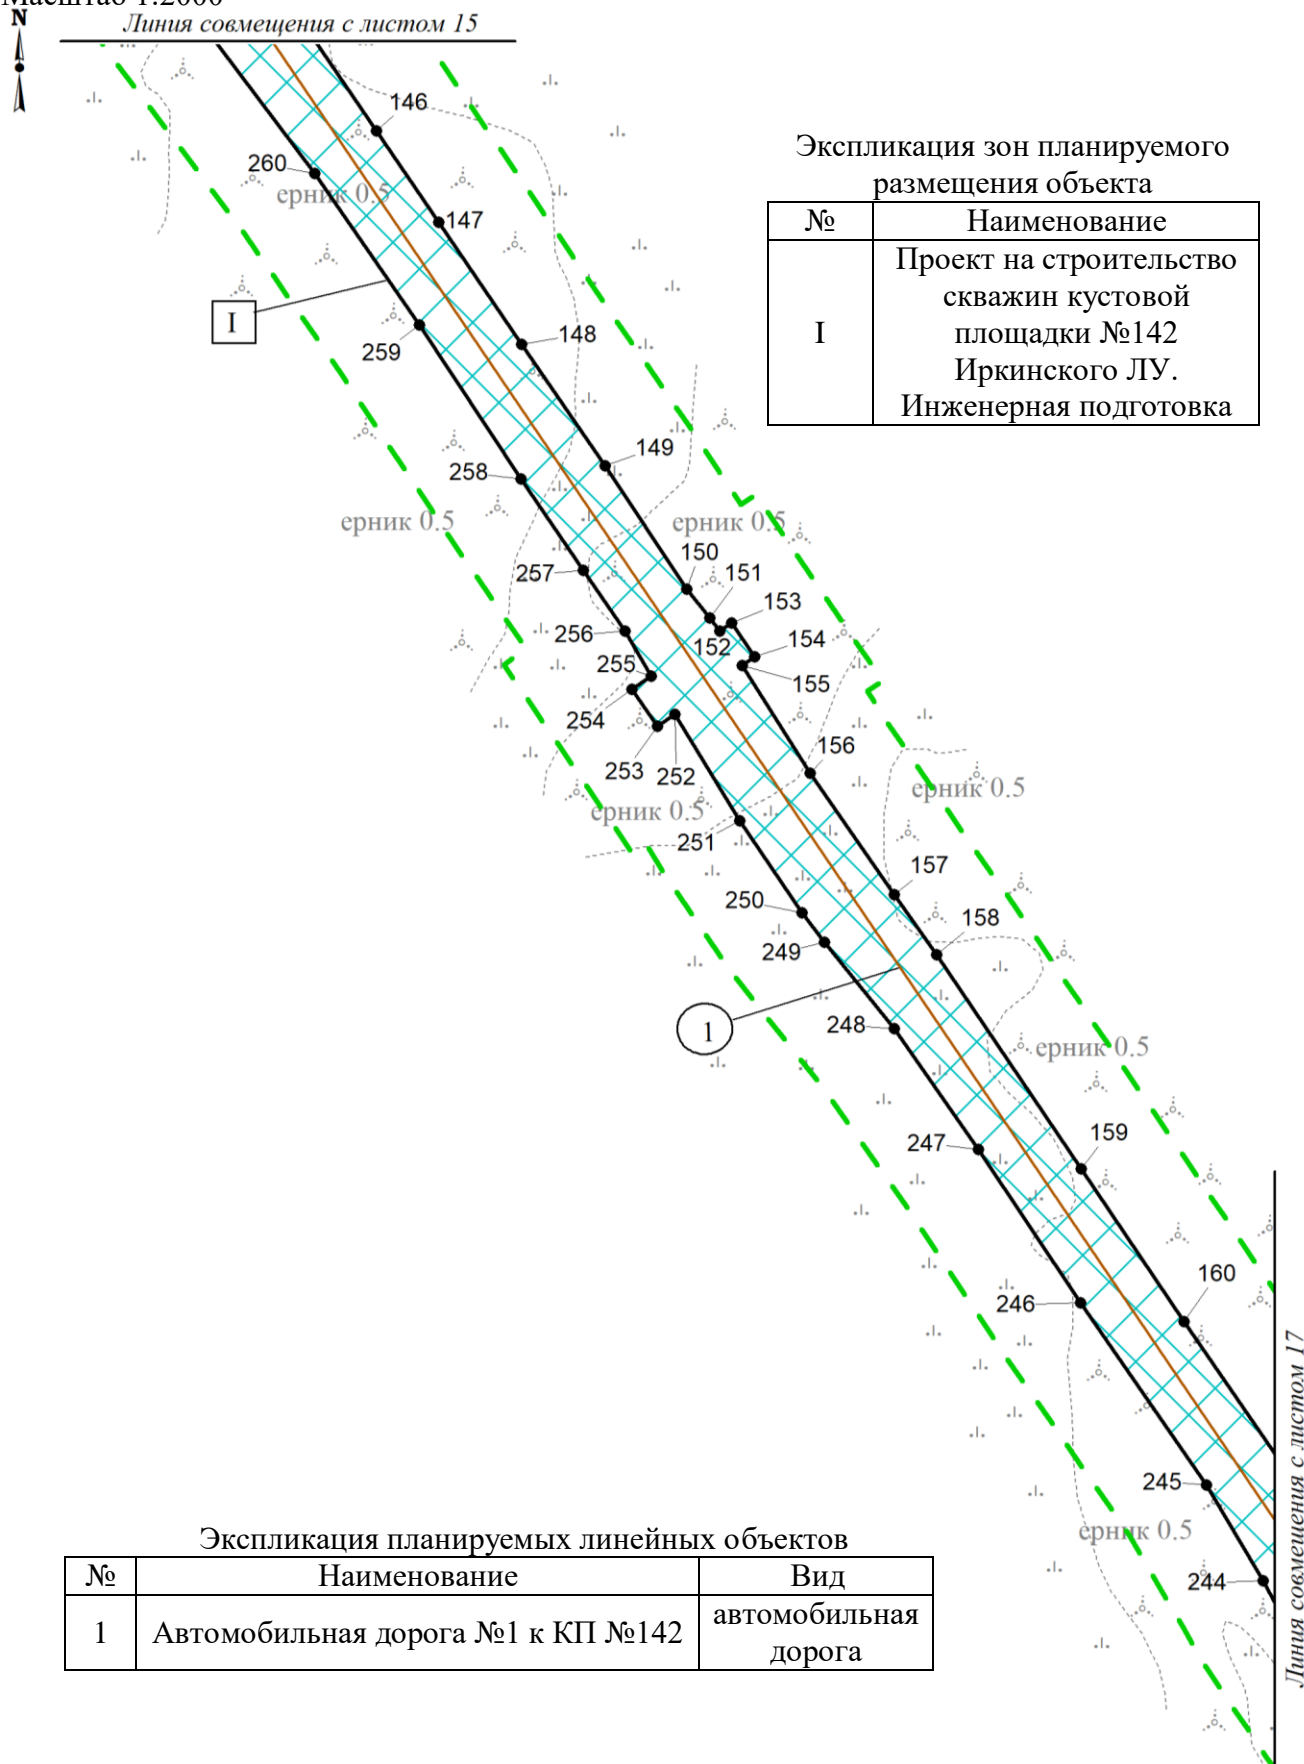 Масштаб 1:2000
N
Линия совмещения с листом 15
146
260
ерник 0.5
147
Экспликация зон планируемого
размещения объекта
№ Наименование
I Проект на строительство
скважин кустовой
площадки №142
Иркинского ЛУ.
Инженерная подготовка
I
259
148
149
258
ерник 0.5
ерник 0.5
150
151
257
153
256
152
154
255
155
254
156
253
252
ерник 0.5
ерник 0.5
251
157
250
158
249
1
248
ерник 0.5
247
159
160
246
Линия совмещения с листом 17
245
ерник 0.5
244
Экспликация планируемых линейных объектов
№ Наименование Вид
1 Автомобильная дорога №1 к КП №142 автомобильная
дорога